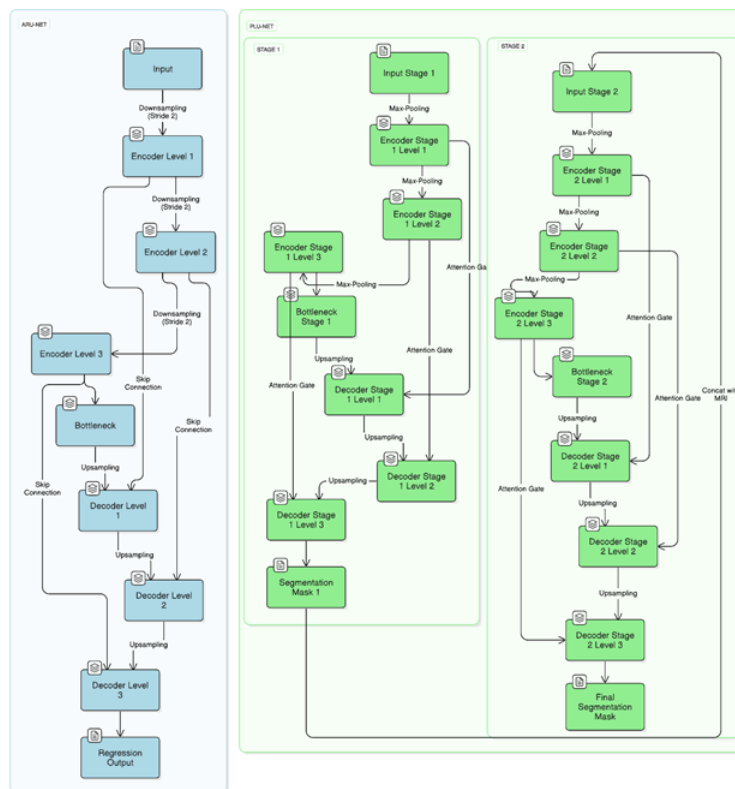 ARU-NET
Input
Downsampling
(Stride 2)
Encoder Level 1
Downsampling
(Stride 2)
Encoder Level 2
Downsampling
(Stride 2)
Encoder Level 3
Skip
Connection
Skip
Connection
Bottleneck
Skip
Connection
Upsampling
Decoder Level
1
Upsampling
Decoder Level
2
Upsampling
Decoder Level
3
Regression
Output
PLU-NET
STAGE 1
Input Stage 1
Max-Pooling
Encoder Stage
1 Level 1
Max-Pooling
Encoder Stage
1 Level 2
Encoder Stage
1 Level 3
Attention Ga
Max-Pooling
Bottleneck
Stage 1
Upsampling
Attention Gate
Attention Gate
Decoder Stage
1 Level 1
Upsampling
Decoder Stage
1 Level 2
Upsampling
Decoder Stage
1 Level 3
Segmentation
Mask 1
STAGE 2
Input Stage 2
Max-Pooling
Encoder Stage
2 Level 1
Max-Pooling
Encoder Stage
2 Level 2
Max-Pooling
Encoder Stage
2 Level 3
Attention Gate
Bottleneck
Stage 2
Concat wi
MRI
Attention Gate
Upsampling
Decoder Stage
2 Level 1
Attention Gate
Upsampling
Decoder Stage
2 Level 2
Upsampling
Decoder Stage
2 Level 3
Final
Segmentation
Mask